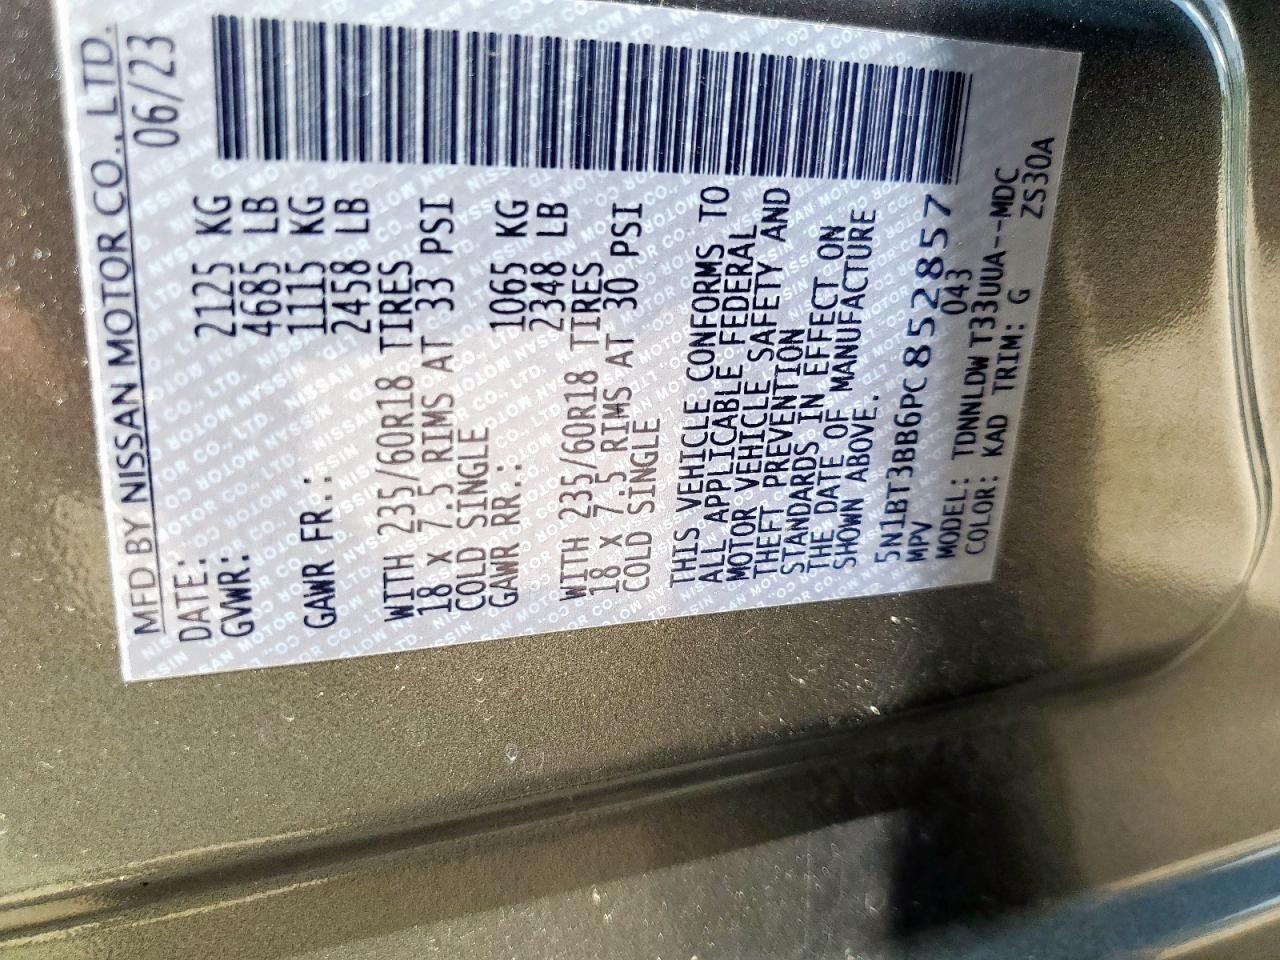 MFD BY NISSAN MOTOR CO., LTD.
DATE: 06/23
GVWR: 2125 KG
4685 LB
GAWR FR.: 1115 KG
2458 LB
WITH 235/60R18 TIRES
18 X 7.5 RIMS AT 33 PSI
COLD SINGLE
GAWR RR.: 1065 KG
2348 LB
WITH 235/60R18 TIRES
18 X 7.5 RIMS AT 30 PSI
COLD SINGLE
THIS VEHICLE CONFORMS TO
ALL APPLICABLE FEDERAL
MOTOR VEHICLE SAFETY AND
THEFT PREVENTION
STANDARDS IN EFFECT ON
THE DATE OF MANUFACTURE
SHOWN ABOVE.
5N1BT3BB6PC852857
MPV 043
MODEL: TDNNLDW T33UUA--MDC
COLOR: KAD TRIM: G ZS30A